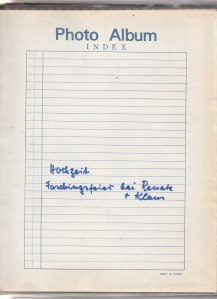 Photo Album
INDEX
Hochzeit
Faschingsfeier bei Renate
+ Klaus